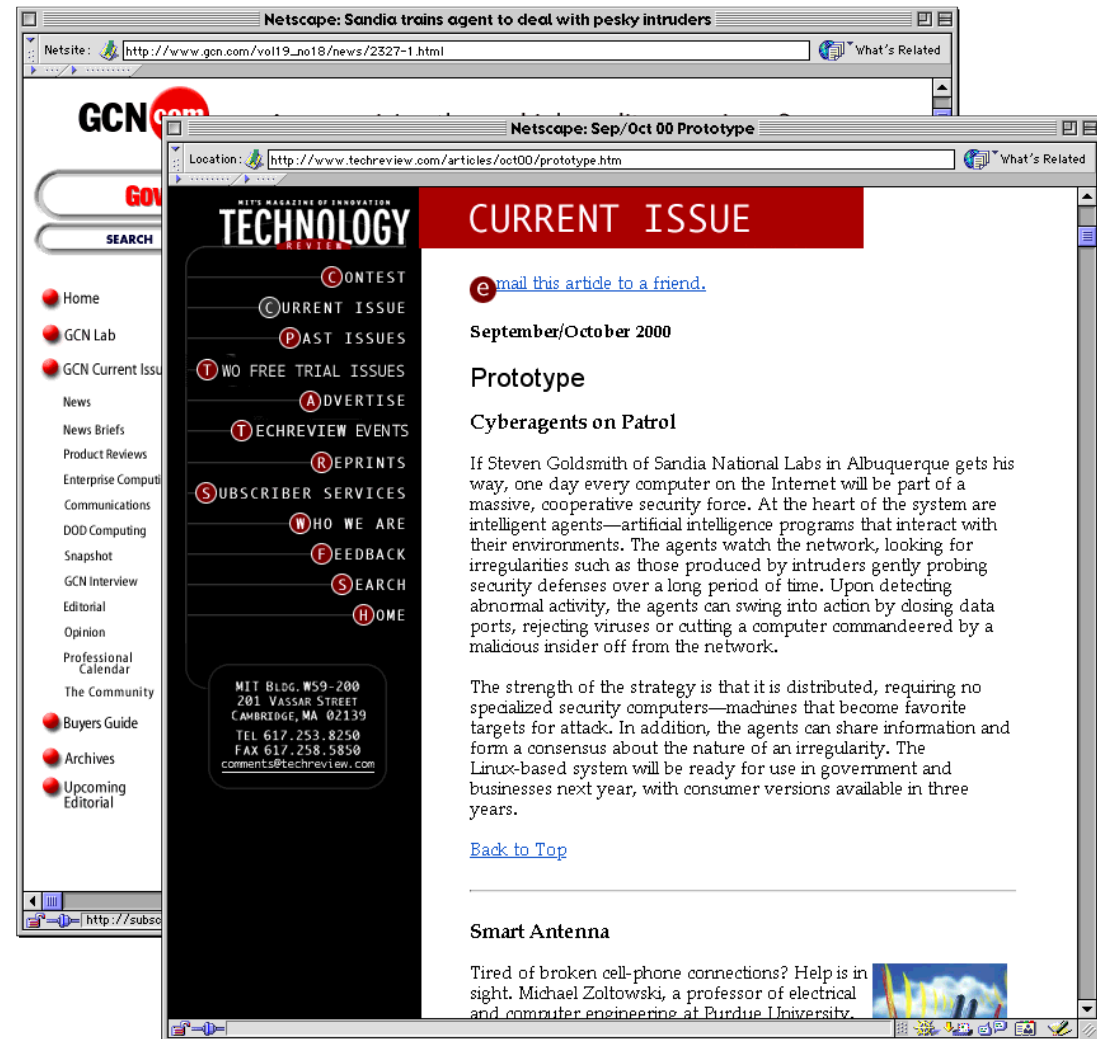 Netscape: Sandia trains agent to deal with pesky intruders
Netsite:
http://www.gcn.com/vol19_no18/news/2327-1.html
What's Related
GCN
com
Gov
SEARCH
Home
GCN Lab
GCN Current Issu
News
News Briefs
Product Reviews
Enterprise Computi
Communications
DOD Computing
Snapshot
GCN Interview
Editorial
Opinion
Professional
Calendar
The Community
Buyers Guide
Archives
Upcoming
Editorial
http://subsc
Netscape: Sep/Oct 00 Prototype
Location:
http://www.techreview.com/articles/oct00/prototype.htm
What's Related
MIT'S MAGAZINE OF INNOVATION
TECHNOLOGY
REVIEW
CONTEST
CURRENT ISSUE
PAST ISSUES
TWO FREE TRIAL ISSUES
ADVERTISE
TECHREVIEW EVENTS
REPRINTS
SUBSCRIBER SERVICES
WHO WE ARE
FEEDBACK
SEARCH
HOME
MIT BLDG. W59-200
201 VASSAR STREET
CAMBRIDGE, MA 02139
TEL 617.253.8250
FAX 617.258.5850
comments@techreview.com
CURRENT ISSUE
email this article to a friend.
September/October 2000
Prototype
Cyberagents on Patrol
If Steven Goldsmith of Sandia National Labs in Albuquerque gets his
way, one day every computer on the Internet will be part of a
massive, cooperative security force. At the heart of the system are
intelligent agents—artificial intelligence programs that interact with
their environments. The agents watch the network, looking for
irregularities such as those produced by intruders gently probing
security defenses over a long period of time. Upon detecting
abnormal activity, the agents can swing into action by closing data
ports, rejecting viruses or cutting a computer commandeered by a
malicious insider off from the network.
The strength of the strategy is that it is distributed, requiring no
specialized security computers—machines that become favorite
targets for attack. In addition, the agents can share information and
form a consensus about the nature of an irregularity. The
Linux-based system will be ready for use in government and
businesses next year, with consumer versions available in three
years.
Back to Top
Smart Antenna
Tired of broken cell-phone connections? Help is in
sight. Michael Zoltowski, a professor of electrical
and computer engineering at Purdue University,